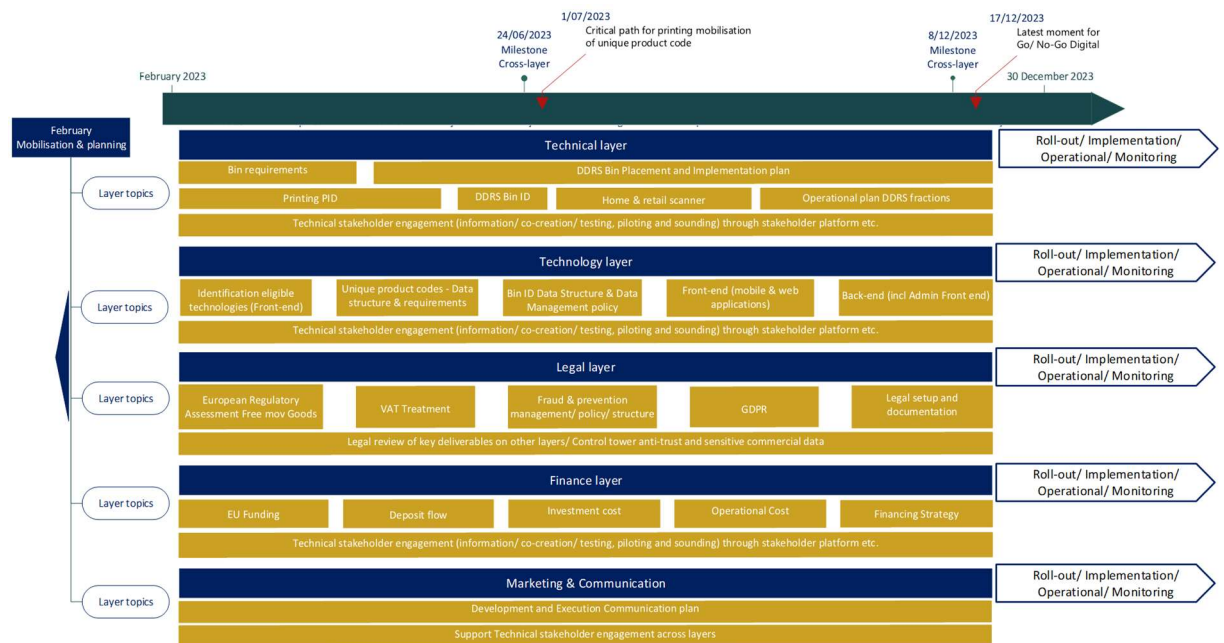 1/07/2023
Critical path for printing mobilisation
of unique product code
17/12/2023
Latest moment for
Go/ No-Go Digital
24/06/2023
Milestone
Cross-layer
8/12/2023
Milestone
Cross-layer
February 2023
30 December 2023
February
Mobilisation & planning
Technical layer
Roll-out/ Implementation/
Operational/ Monitoring
Layer topics
Bin requirements
DDRS Bin Placement and Implementation plan
Printing PID
DDRS Bin ID
Home & retail scanner
Operational plan DDRS fractions
Technical stakeholder engagement (information/ co-creation/ testing, piloting and sounding) through stakeholder platform etc.
Technology layer
Roll-out/ Implementation/
Operational/ Monitoring
Layer topics
Identification eligible
technologies (Front-end)
Unique product codes - Data
structure & requirements
Bin ID Data Structure & Data
Management policy
Front-end (mobile & web
applications)
Back-end (incl Admin Front end)
Technical stakeholder engagement (information/ co-creation/ testing, piloting and sounding) through stakeholder platform etc.
Legal layer
Roll-out/ Implementation/
Operational/ Monitoring
Layer topics
European Regulatory
Assessment Free mov Goods
VAT Treatment
Fraud & prevention
management/ policy/ structure
GDPR
Legal setup and
documentation
Legal review of key deliverables on other layers/ Control tower anti-trust and sensitive commercial data
Finance layer
Roll-out/ Implementation/
Operational/ Monitoring
Layer topics
EU Funding
Deposit flow
Investment cost
Operational Cost
Financing Strategy
Technical stakeholder engagement (information/ co-creation/ testing, piloting and sounding) through stakeholder platform etc.
Marketing & Communication
Roll-out/ Implementation/
Operational/ Monitoring
Layer topics
Development and Execution Communication plan
Support Technical stakeholder engagement across layers